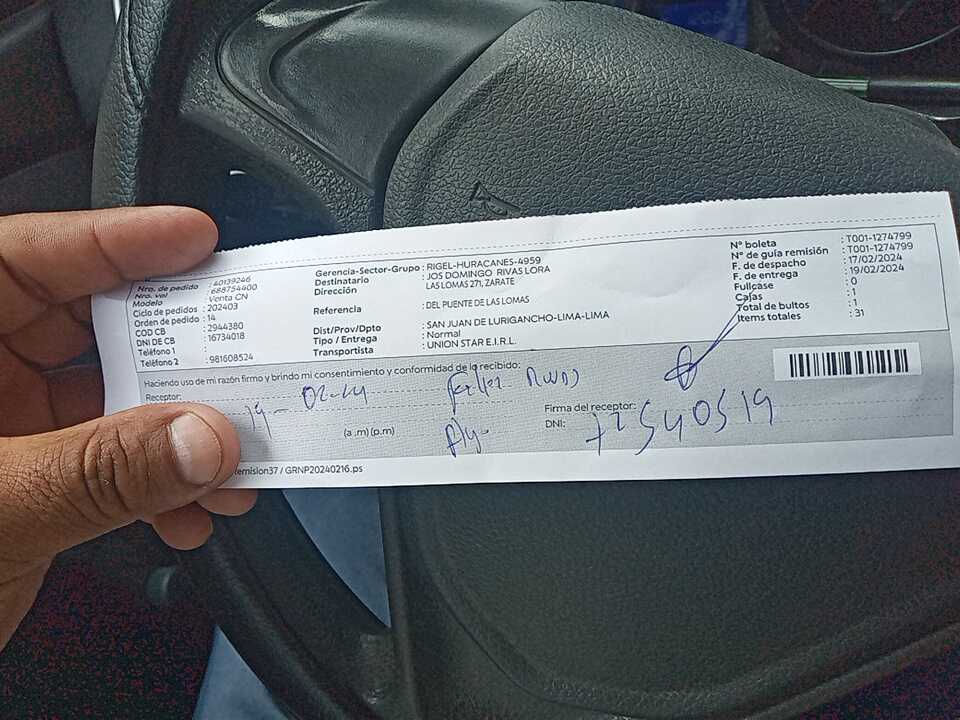 Nro. de pedido : 40139246
Nro. vol : 688754400
Modelo : Venta CN
Ciclo de pedidos : 202403
Orden de pedido : 14
COD CB : 2944380
DNI DE CB : 16734018
Teléfono 1 :
Teléfono 2 : 981608524
Gerencia-Sector-Grupo : RIGEL-HURACANES-4959
Destinatario : JOS DOMINGO RIVAS LORA
Dirección LAS LOMAS 271, ZARATE
Referencia : DEL PUENTE DE LAS LOMAS
Dist/Prov/Dpto : SAN JUAN DE LURIGANCHO-LIMA-LIMA
Tipo / Entrega : Normal
Transportista : UNION STAR E.I.R.L.
N° boleta : T001-1274799
N° de guía remisión : T001-1274799
F. de despacho : 17/02/2024
F. de entrega : 19/02/2024
Fullcase : 0
Cajas : 1
Total de bultos : 1
Items totales : 31
Haciendo uso de mi razón firmo y brindo mi consentimiento y conformidad de lo recibido:
Receptor:
19-02-24
(a .m) (p.m)
Firma del receptor:
DNI: 72540519
remision37 / GRNP20240216.ps